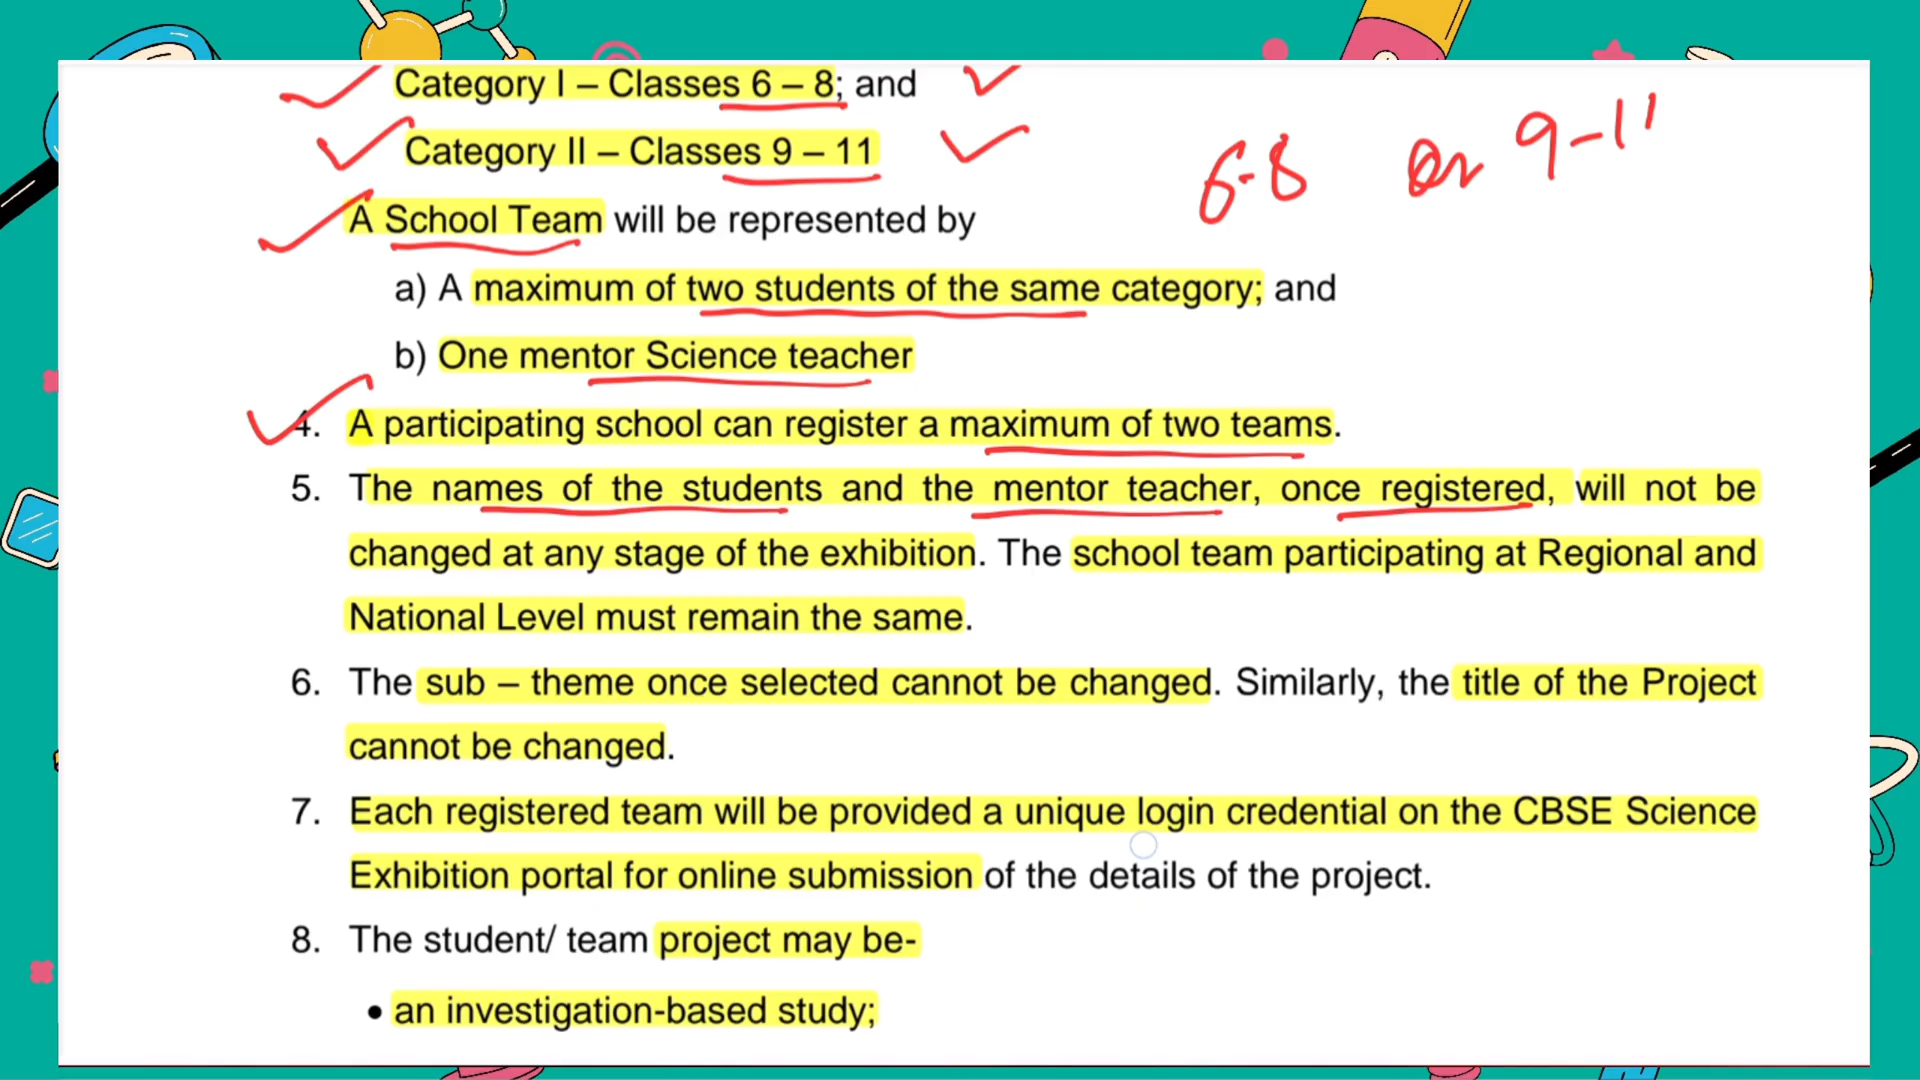 Category I – Classes 6 – 8; and
Category II – Classes 9 – 11
6-8 or 9-11
A School Team will be represented by
a) A maximum of two students of the same category; and
b) One mentor Science teacher
4. A participating school can register a maximum of two teams.
5. The names of the students and the mentor teacher, once registered, will not be
changed at any stage of the exhibition. The school team participating at Regional and
National Level must remain the same.
6. The sub – theme once selected cannot be changed. Similarly, the title of the Project
cannot be changed.
7. Each registered team will be provided a unique login credential on the CBSE Science
Exhibition portal for online submission of the details of the project.
8. The student/ team project may be-
• an investigation-based study;